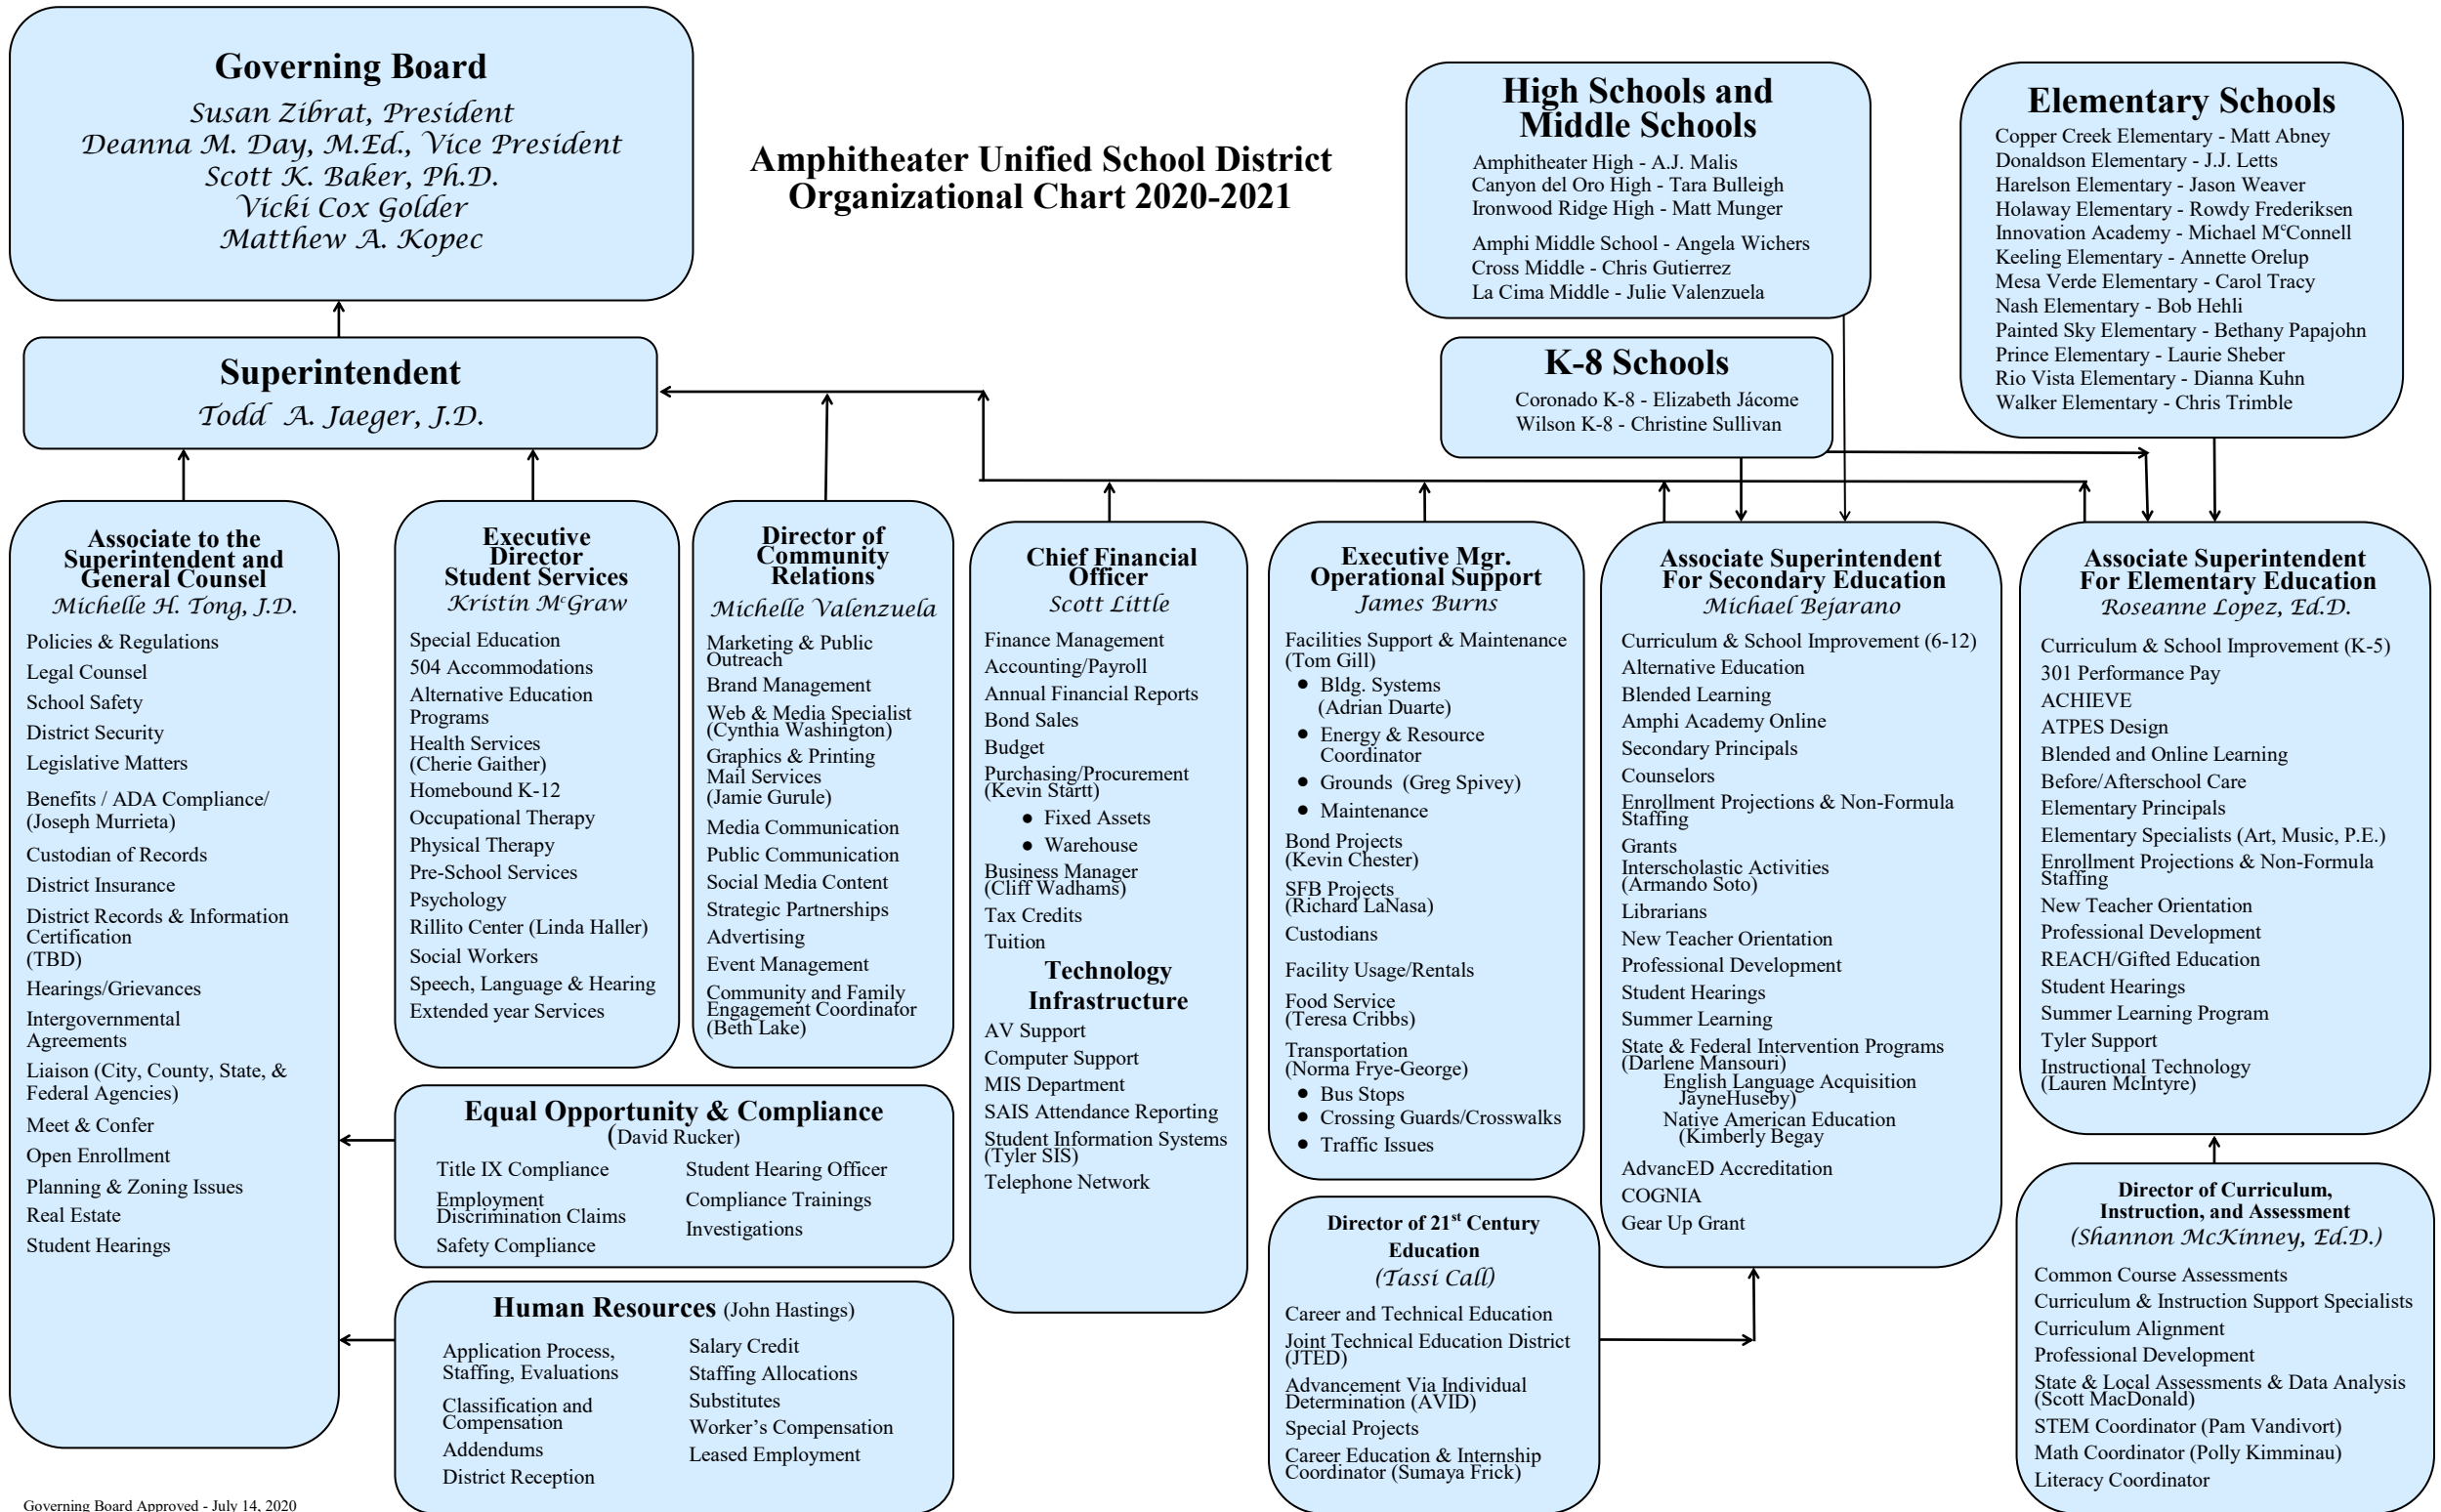 Governing Board
Susan Zibrat, President
Deanna M. Day, M.Ed., Vice President
Scott K. Baker, Ph.D.
Vicki Cox Golder
Matthew A. Kopec
Amphitheater Unified School District
Organizational Chart 2020-2021
High Schools and
Middle Schools
Amphitheater High - A.J. Malis
Canyon del Oro High - Tara Bulleigh
Ironwood Ridge High - Matt Munger
Amphi Middle School - Angela Wichers
Cross Middle - Chris Gutierrez
La Cima Middle - Julie Valenzuela
Elementary Schools
Copper Creek Elementary - Matt Abney
Donaldson Elementary - J.J. Letts
Harelson Elementary - Jason Weaver
Holaway Elementary - Rowdy Frederiksen
Innovation Academy - Michael McConnell
Keeling Elementary - Annette Orelup
Mesa Verde Elementary - Carol Tracy
Nash Elementary - Bob Hehli
Painted Sky Elementary - Bethany Papajohn
Prince Elementary - Laurie Sheber
Rio Vista Elementary - Dianna Kuhn
Walker Elementary - Chris Trimble
Superintendent
Todd A. Jaeger, J.D.
K-8 Schools
Coronado K-8 - Elizabeth Jácome
Wilson K-8 - Christine Sullivan
Associate to the
Superintendent and
General Counsel
Michelle H. Tong, J.D.
Policies & Regulations
Legal Counsel
School Safety
District Security
Legislative Matters
Benefits / ADA Compliance/
(Joseph Murrieta)
Custodian of Records
District Insurance
District Records & Information
Certification
(TBD)
Hearings/Grievances
Intergovernmental
Agreements
Liaison (City, County, State, &
Federal Agencies)
Meet & Confer
Open Enrollment
Planning & Zoning Issues
Real Estate
Student Hearings
Executive
Director
Student Services
Kristin McGraw
Special Education
504 Accommodations
Alternative Education
Programs
Health Services
(Cherie Gaither)
Homebound K-12
Occupational Therapy
Physical Therapy
Pre-School Services
Psychology
Rillito Center (Linda Haller)
Social Workers
Speech, Language & Hearing
Extended year Services
Director of
Community
Relations
Michelle Valenzuela
Marketing & Public
Outreach
Brand Management
Web & Media Specialist
(Cynthia Washington)
Graphics & Printing
Mail Services
(Jamie Gurule)
Media Communication
Public Communication
Social Media Content
Strategic Partnerships
Advertising
Event Management
Community and Family
Engagement Coordinator
(Beth Lake)
Equal Opportunity & Compliance
(David Rucker)
Title IX Compliance
Employment
Discrimination Claims
Safety Compliance
Student Hearing Officer
Compliance Trainings
Investigations
Human Resources (John Hastings)
Application Process,
Staffing, Evaluations
Classification and
Compensation
Addendums
District Reception
Salary Credit
Staffing Allocations
Substitutes
Worker's Compensation
Leased Employment
Chief Financial
Officer
Scott Little
Finance Management
Accounting/Payroll
Annual Financial Reports
Bond Sales
Budget
Purchasing/Procurement
(Kevin Startt)
● Fixed Assets
● Warehouse
Business Manager
(Cliff Wadhams)
Tax Credits
Tuition
Technology
Infrastructure
AV Support
Computer Support
MIS Department
SAIS Attendance Reporting
Student Information Systems
(Tyler SIS)
Telephone Network
Executive Mgr.
Operational Support
James Burns
Facilities Support & Maintenance
(Tom Gill)
● Bldg. Systems
(Adrian Duarte)
● Energy & Resource
Coordinator
● Grounds (Greg Spivey)
● Maintenance
Bond Projects
(Kevin Chester)
SFB Projects
(Richard LaNasa)
Custodians
Facility Usage/Rentals
Food Service
(Teresa Cribbs)
Transportation
(Norma Frye-George)
● Bus Stops
● Crossing Guards/Crosswalks
● Traffic Issues
Director of 21st Century
Education
(Tassi Call)
Career and Technical Education
Joint Technical Education District
(JTED)
Advancement Via Individual
Determination (AVID)
Special Projects
Career Education & Internship
Coordinator (Sumaya Frick)
Associate Superintendent
For Secondary Education
Michael Bejarano
Curriculum & School Improvement (6-12)
Alternative Education
Blended Learning
Amphi Academy Online
Secondary Principals
Counselors
Enrollment Projections & Non-Formula
Staffing
Grants
Interscholastic Activities
(Armando Soto)
Librarians
New Teacher Orientation
Professional Development
Student Hearings
Summer Learning
State & Federal Intervention Programs
(Darlene Mansouri)
English Language Acquisition
JayneHuseby)
Native American Education
(Kimberly Begay
AdvancED Accreditation
COGNIA
Gear Up Grant
Associate Superintendent
For Elementary Education
Roseanne Lopez, Ed.D.
Curriculum & School Improvement (K-5)
301 Performance Pay
ACHIEVE
ATPES Design
Blended and Online Learning
Before/Afterschool Care
Elementary Principals
Elementary Specialists (Art, Music, P.E.)
Enrollment Projections & Non-Formula
Staffing
New Teacher Orientation
Professional Development
REACH/Gifted Education
Student Hearings
Summer Learning Program
Tyler Support
Instructional Technology
(Lauren McIntyre)
Director of Curriculum,
Instruction, and Assessment
(Shannon McKinney, Ed.D.)
Common Course Assessments
Curriculum & Instruction Support Specialists
Curriculum Alignment
Professional Development
State & Local Assessments & Data Analysis
(Scott MacDonald)
STEM Coordinator (Pam Vandivort)
Math Coordinator (Polly Kimminau)
Literacy Coordinator
Governing Board Approved - July 14, 2020